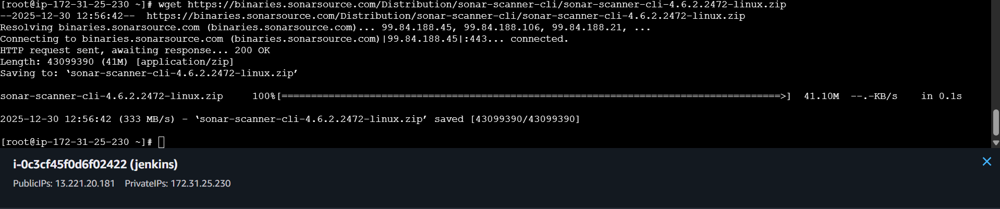 [root@ip-172-31-25-230 ~]# wget https://binaries.sonarsource.com/Distribution/sonar-scanner-cli/sonar-scanner-cli-4.6.2.2472-linux.zip
--2025-12-30 12:56:42--  https://binaries.sonarsource.com/Distribution/sonar-scanner-cli/sonar-scanner-cli-4.6.2.2472-linux.zip
Resolving binaries.sonarsource.com (binaries.sonarsource.com)... 99.84.188.45, 99.84.188.106, 99.84.188.21, ...
Connecting to binaries.sonarsource.com (binaries.sonarsource.com)|99.84.188.45|:443... connected.
HTTP request sent, awaiting response... 200 OK
Length: 43099390 (41M) [application/zip]
Saving to: ‘sonar-scanner-cli-4.6.2.2472-linux.zip’
sonar-scanner-cli-4.6.2.2472-linux.zip     100%[=====================================================================================>]  41.10M  --.-KB/s    in 0.1s
2025-12-30 12:56:42 (333 MB/s) - ‘sonar-scanner-cli-4.6.2.2472-linux.zip’ saved [43099390/43099390]
[root@ip-172-31-25-230 ~]#
i-0c3cf45f0d6f02422 (jenkins)
PublicIPs: 13.221.20.181    PrivateIPs: 172.31.25.230